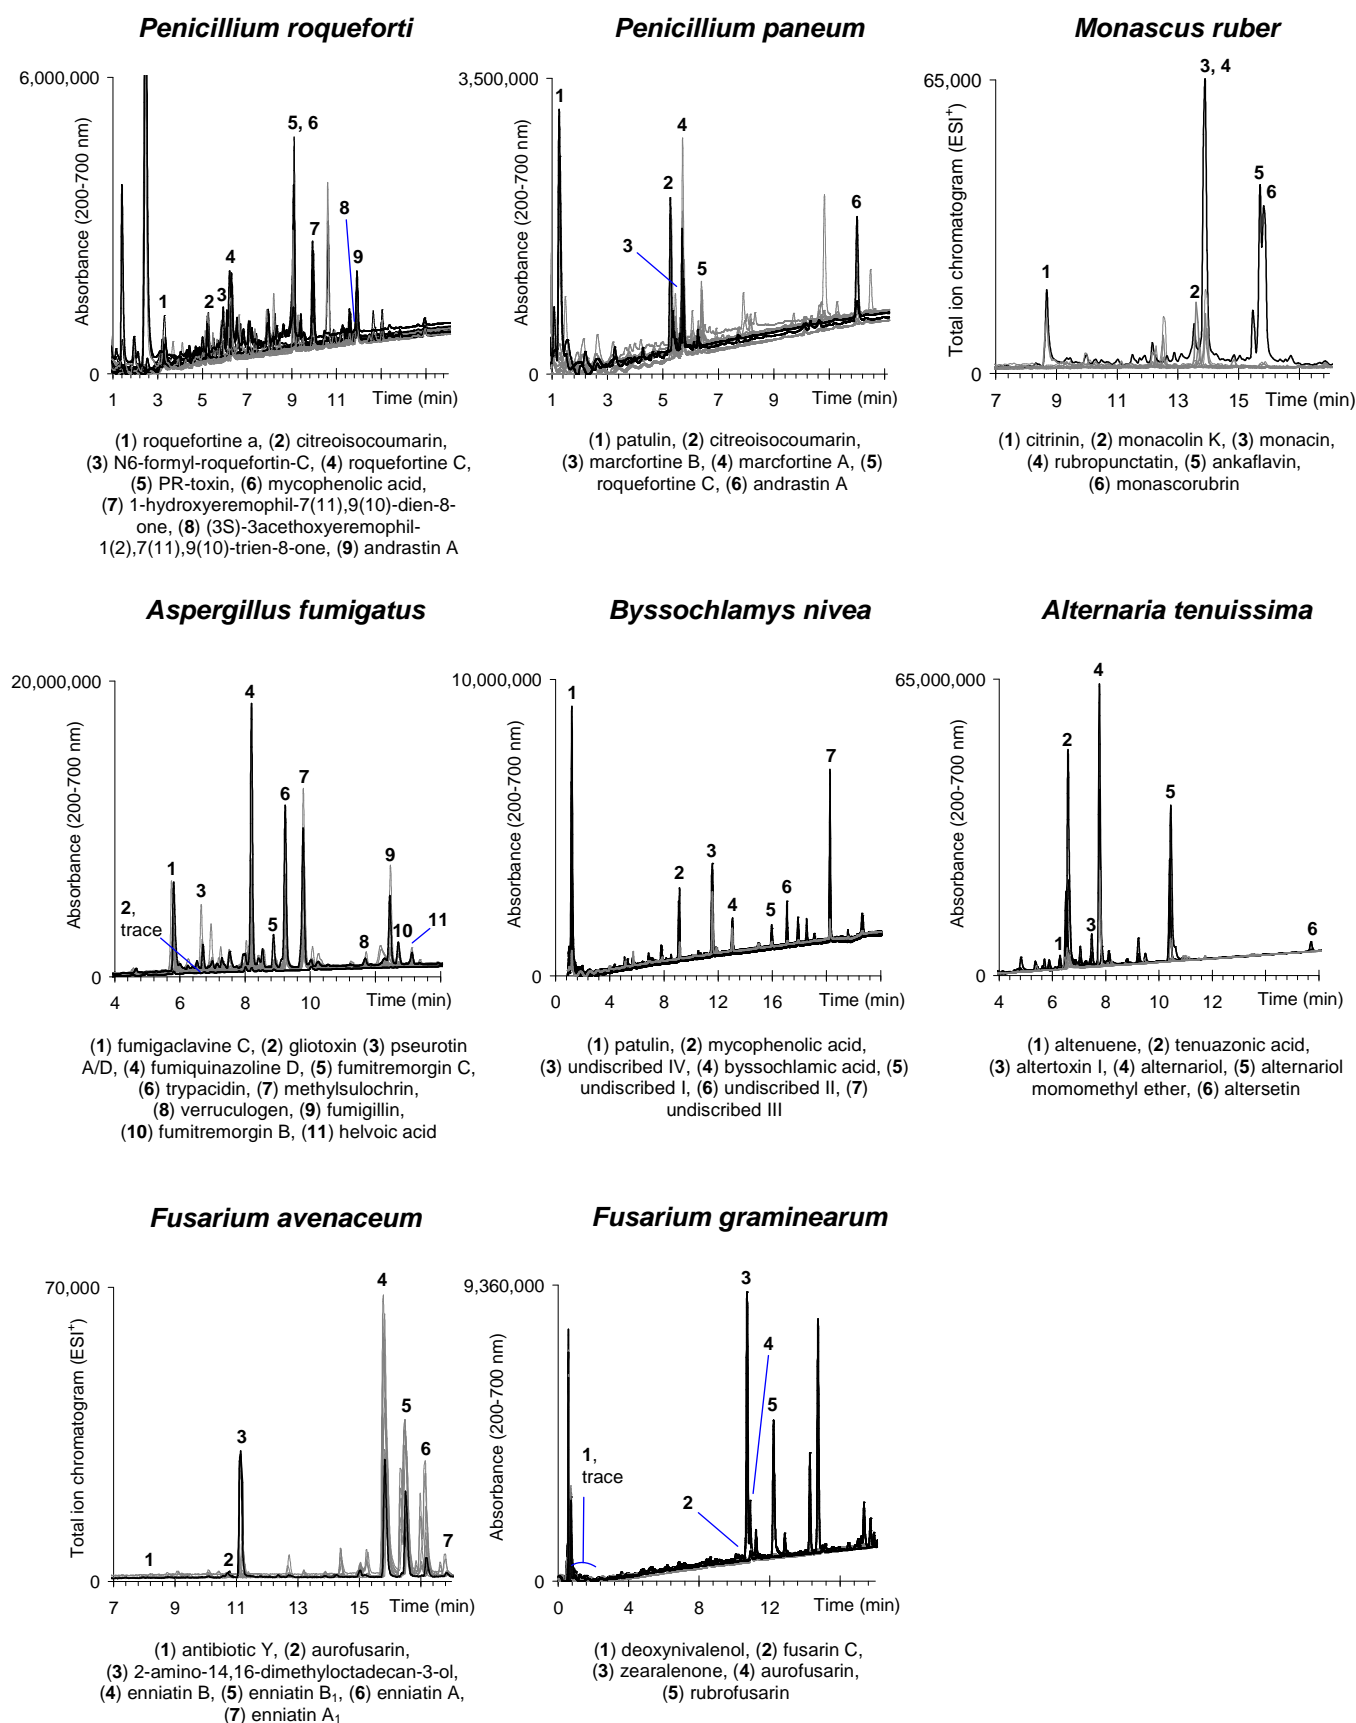 Penicillium roqueforti
6,000,000
Absorbance (200-700 nm)
0
1
2
3
4
5, 6
7
8
9
1 3 5 7 9 11 Time (min)
(1) roquefortine a, (2) citreoisocoumarin,
(3) N6-formyl-roquefortin-C, (4) roquefortine C,
(5) PR-toxin, (6) mycophenolic acid,
(7) 1-hydroxyeremophil-7(11),9(10)-dien-8-
one, (8) (3S)-3acethoxyeremophil-
1(2),7(11),9(10)-trien-8-one, (9) andrastin A
Penicillium paneum
3,500,000
Absorbance (200-700 nm)
0
1
2
3
4
5
6
1 3 5 7 9 Time (min)
(1) patulin, (2) citreoisocoumarin,
(3) marcfortine B, (4) marcfortine A, (5)
roquefortine C, (6) andrastin A
Monascus ruber
65,000
Total ion chromatogram (ESI+)
0
1
2
3, 4
5
6
7 9 11 13 15 Time (min)
(1) citrinin, (2) monacolin K, (3) monacin,
(4) rubropunctatin, (5) ankaflavin,
(6) monascorubrin
Aspergillus fumigatus
20,000,000
Absorbance (200-700 nm)
0
1
2,
trace
3
4
5
6
7
8
9
10
11
4 6 8 10 Time (min)
(1) fumigaclavine C, (2) gliotoxin (3) pseurotin
A/D, (4) fumiquinazoline D, (5) fumitremorgin C,
(6) trypacidin, (7) methylsulochrin,
(8) verruculogen, (9) fumigillin,
(10) fumitremorgin B, (11) helvoic acid
Byssochlamys nivea
10,000,000
Absorbance (200-700 nm)
0
1
2
3
4
5
6
7
0 4 8 12 16 Time (min)
(1) patulin, (2) mycophenolic acid,
(3) undiscribed IV, (4) byssochlamic acid, (5)
undiscribed I, (6) undiscribed II, (7)
undiscribed III
Alternaria tenuissima
65,000,000
Absorbance (200-700 nm)
0
1
2
3
4
5
6
4 6 8 10 12 Time (min)
(1) altenuene, (2) tenuazonic acid,
(3) altertoxin I, (4) alternariol, (5) alternariol
momomethyl ether, (6) altersetin
Fusarium avenaceum
70,000
Total ion chromatogram (ESI+)
0
1
2
3
4
5
6
7
7 9 11 13 15 Time (min)
(1) antibiotic Y, (2) aurofusarin,
(3) 2-amino-14,16-dimethyloctadecan-3-ol,
(4) enniatin B, (5) enniatin B1, (6) enniatin A,
(7) enniatin A1
Fusarium graminearum
9,360,000
Absorbance (200-700 nm)
0
1,
trace
2
3
4
5
0 4 8 12 Time (min)
(1) deoxynivalenol, (2) fusarin C,
(3) zearalenone, (4) aurofusarin,
(5) rubrofusarin